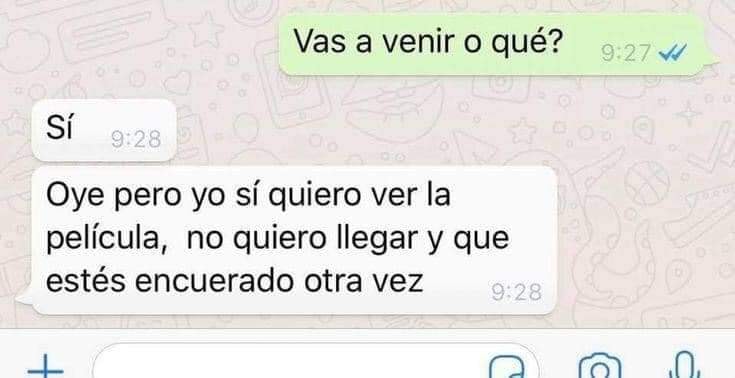 Vas a venir o qué? 9:27
Sí 9:28
Oye pero yo sí quiero ver la
película, no quiero llegar y que
estés encuerado otra vez 9:28